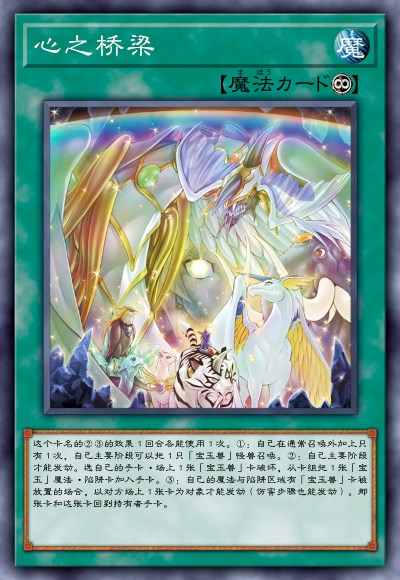 心之桥梁
魔
【魔法カード
まほう
】
这个卡名的②③的效果1回合各能使用1次。①：自己在通常召唤外加上只
有1次，自己主要阶段可以把1只「宝玉兽」怪兽召唤。②：自己主要阶段
才能发动。选自己的手卡·场上1张「宝玉兽」卡破坏，从卡组把1张「宝
玉」魔法·陷阱卡加入手卡。③：自己的魔法与陷阱区域有「宝玉兽」卡被
放置的场合，以对方场上1张卡为对象才能发动（伤害步骤也能发动）。那
张卡和这张卡回到持有者手卡。